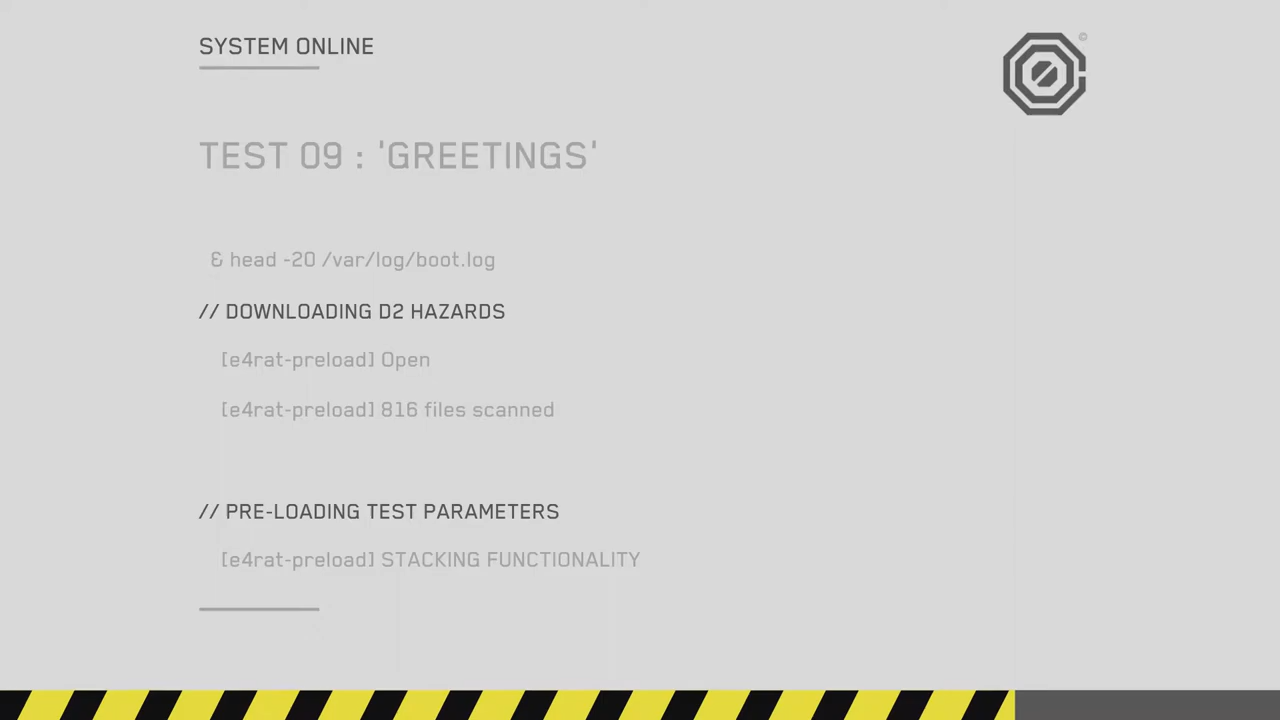 SYSTEM ONLINE
©
TEST 09 : 'GREETINGS'
& head -20 /var/log/boot.log
// DOWNLOADING D2 HAZARDS
[e4rat-preload] Open
[e4rat-preload] 816 files scanned
// PRE-LOADING TEST PARAMETERS
[e4rat-preload] STACKING FUNCTIONALITY